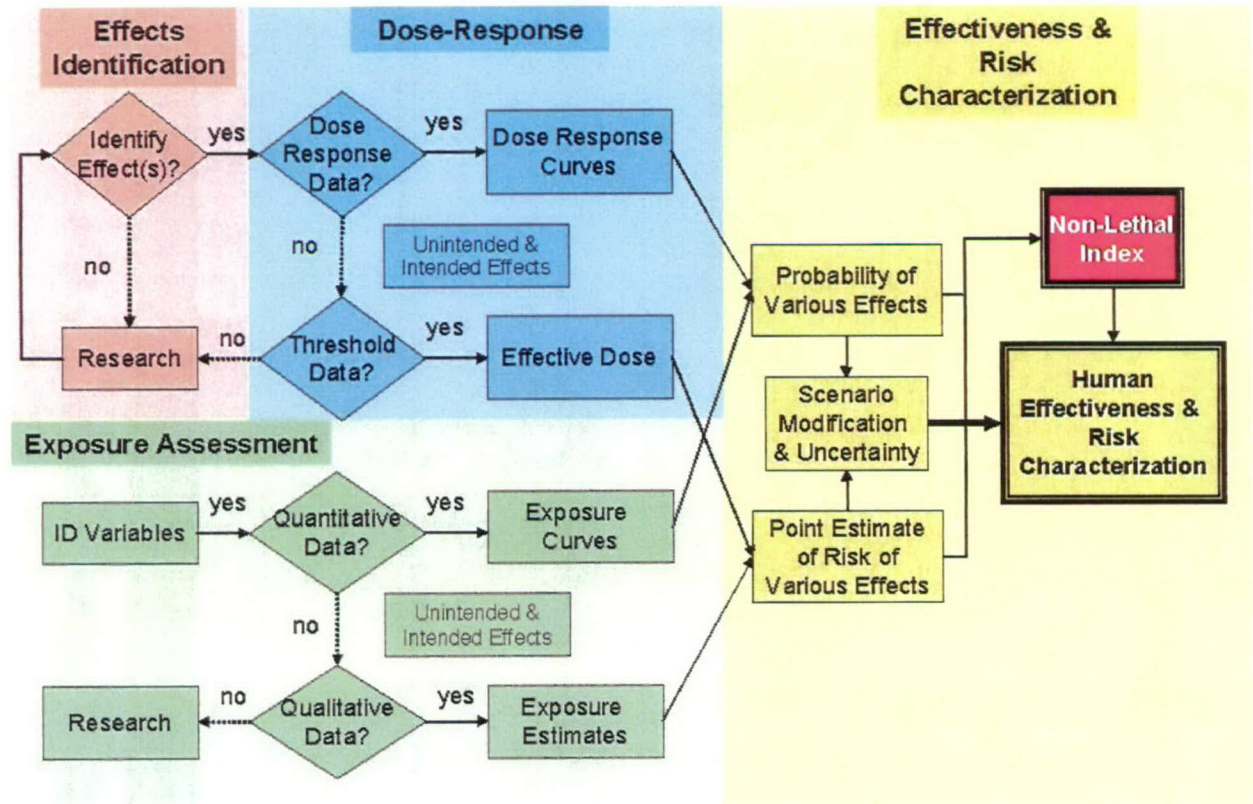 Effects
Identification
Dose-Response
Effectiveness &
Risk
Characterization
Identify
Effect(s)?
yes
Dose
Response
Data?
yes
Dose Response
Curves
no
no
Unintended &
Intended Effects
Research
no
Threshold
Data?
yes
Effective Dose
Probability of
Various Effects
Non-Lethal
Index
Scenario
Modification
& Uncertainty
Human
Effectiveness &
Risk
Characterization
Exposure Assessment
ID Variables
yes
Quantitative
Data?
yes
Exposure
Curves
Point Estimate
of Risk of
Various Effects
no
Unintended &
Intended Effects
Research
no
Qualitative
Data?
yes
Exposure
Estimates